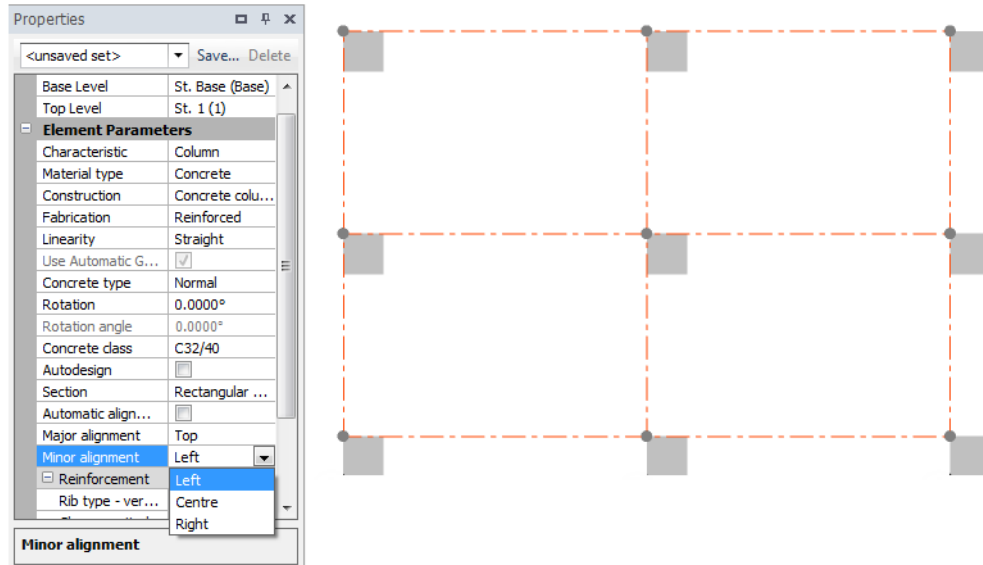 Properties
<unsaved set> Save... Delete
Base Level St. Base (Base)
Top Level St. 1 (1)
Element Parameters
Characteristic Column
Material type Concrete
Construction Concrete colu...
Fabrication Reinforced
Linearity Straight
Use Automatic G...
Concrete type Normal
Rotation 0.0000°
Rotation angle 0.0000°
Concrete class C32/40
Autodesign
Section Rectangular ...
Automatic align...
Major alignment Top
Minor alignment Left
Reinforcement Left
Rib type - ver... Centre
Right
Minor alignment